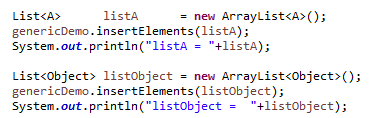 List<A>      listA     = new ArrayList<A>();
genericDemo.insertElements(listA);
System.out.println("listA = "+listA);
List<Object> listObject = new ArrayList<Object>();
genericDemo.insertElements(listObject);
System.out.println("listObject =  "+listObject);